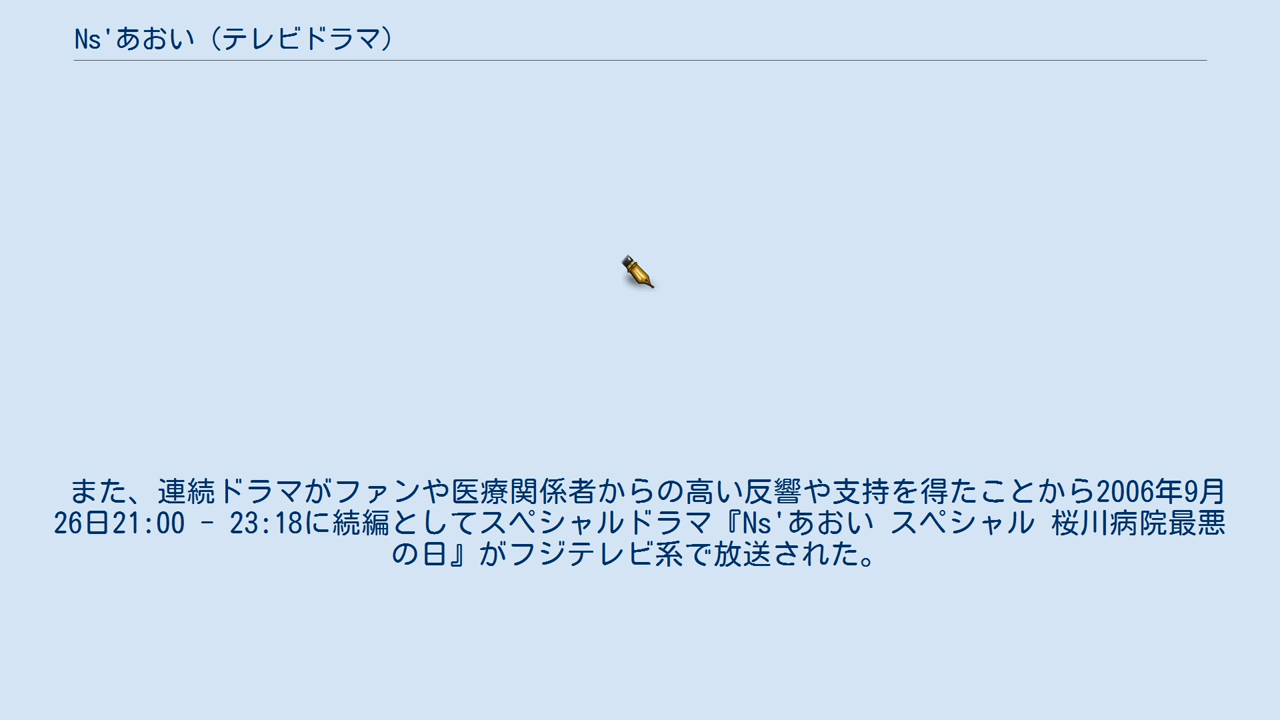 Ns'あおい（テレビドラマ）
また、連続ドラマがファンや医療関係者からの高い反響や支持を得たことから2006年9月
26日21:00 - 23:18に続編としてスペシャルドラマ『Ns'あおい スペシャル 桜川病院最悪
の日』がフジテレビ系で放送された。